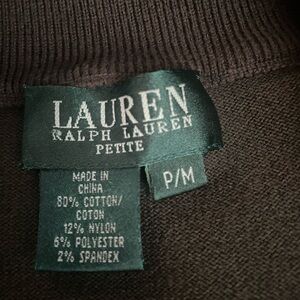 LAUREN
RALPH LAUREN
PETITE
P/M
MADE IN
CHINA
80% COTTON/
COTON
12% NYLON
6% POLYESTER
2% SPANDEX